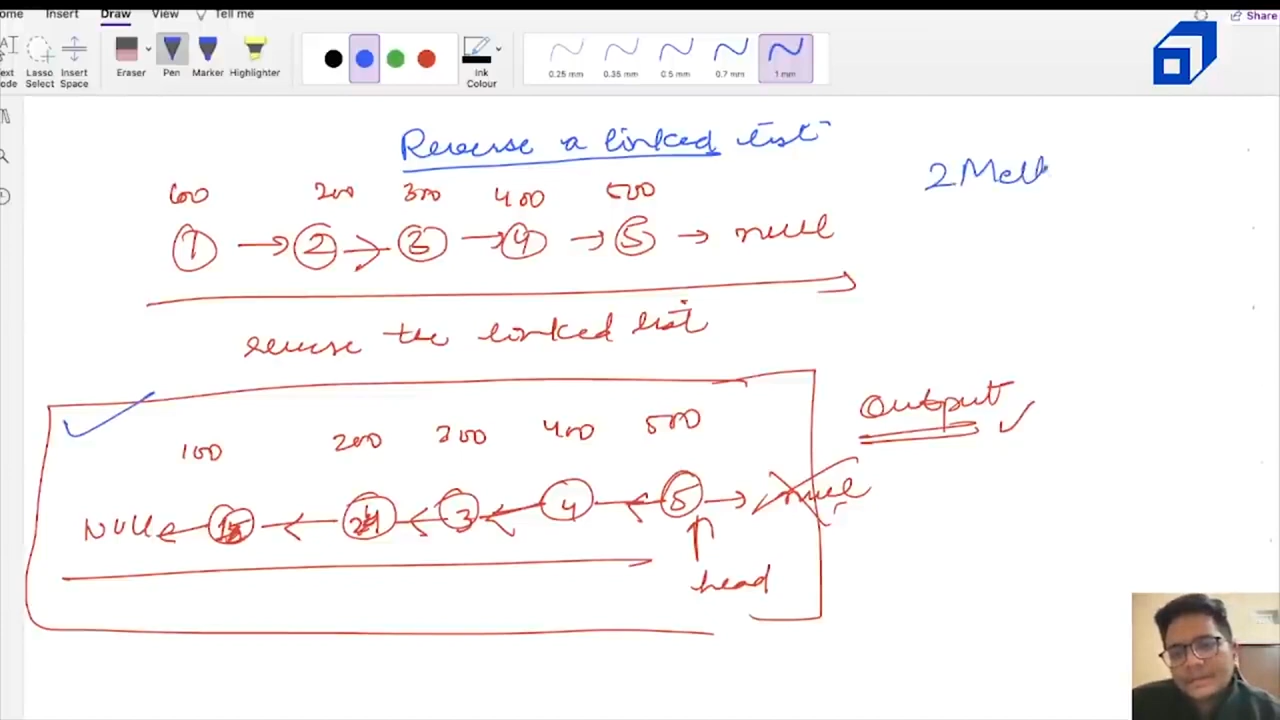 ome Insert Draw View Tell me Share
Text Mode Lasso Select Insert Space Eraser Pen Marker Highlighter Ink Colour 0.25 mm 0.35 mm 0.5 mm 0.7 mm 1 mm
Reverse a linked list
2 Meth
100 200 300 400 500
1 → 2 → 3 → 4 → 5 → null
reverse the linked list
Output ✓
100 200 300 400 500
NULL ← ← ← 3 ← 4 ← 5 → null
head